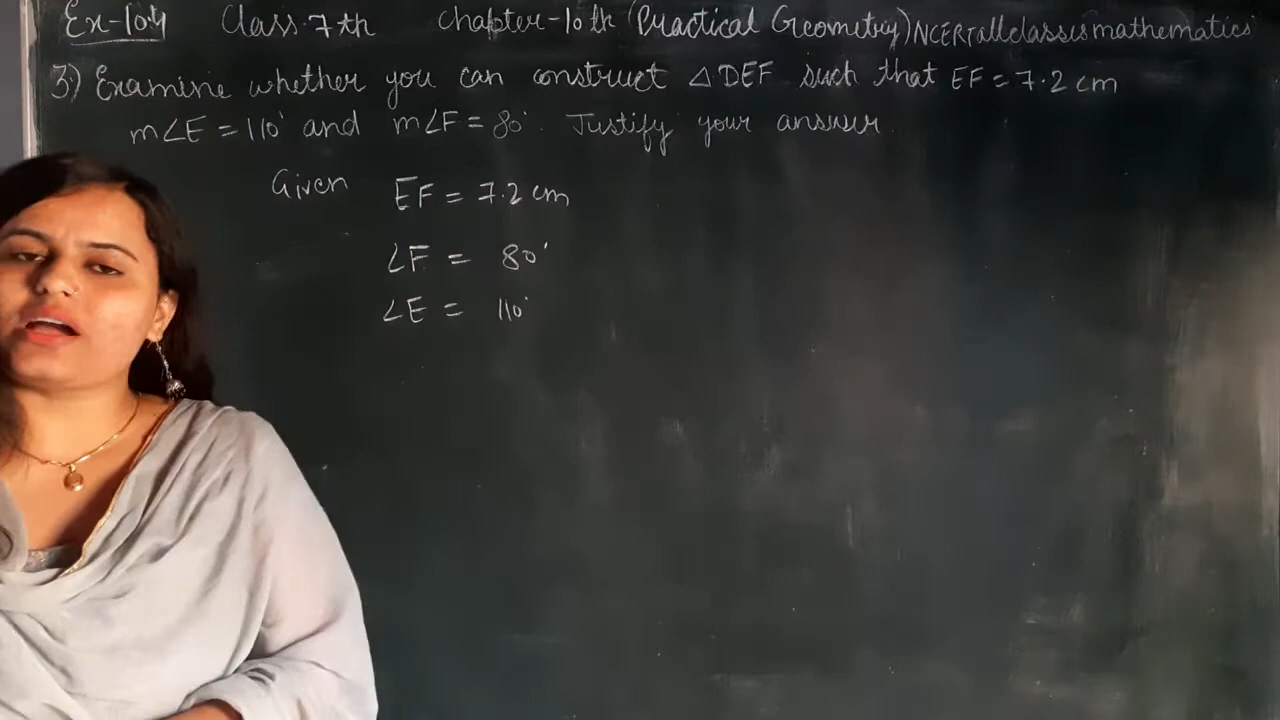 Ex-10.4 Class 7th Chapter-10th (Practical Geometry) NCERTallclassesmathematics
3) Examine whether you can construct △DEF such that EF = 7.2 cm
m∠E = 110° and m∠F = 80°. Justify your answer.
Given EF = 7.2 cm
∠F = 80°
∠E = 110°